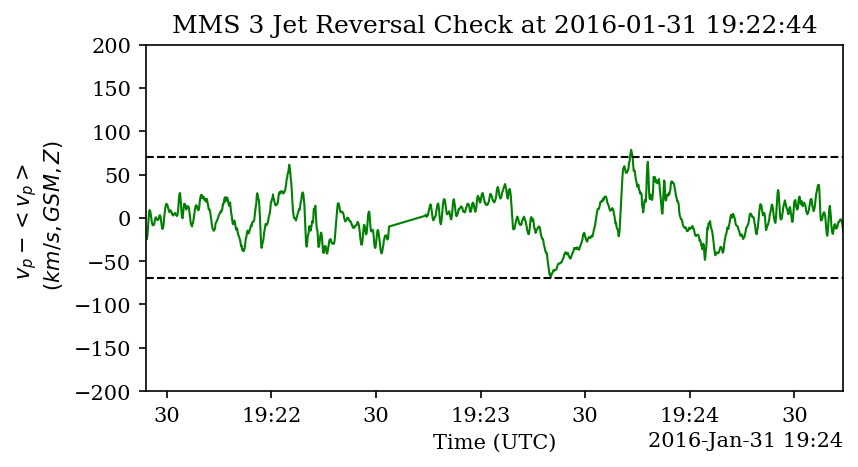 MMS 3 Jet Reversal Check at 2016-01-31 19:22:44
200
150
100
50
0
−50
−100
−150
−200
v_p − < v_p >
(km/s, GSM, Z)
30 19:22 30 19:23 30 19:24 30
Time (UTC) 2016-Jan-31 19:24